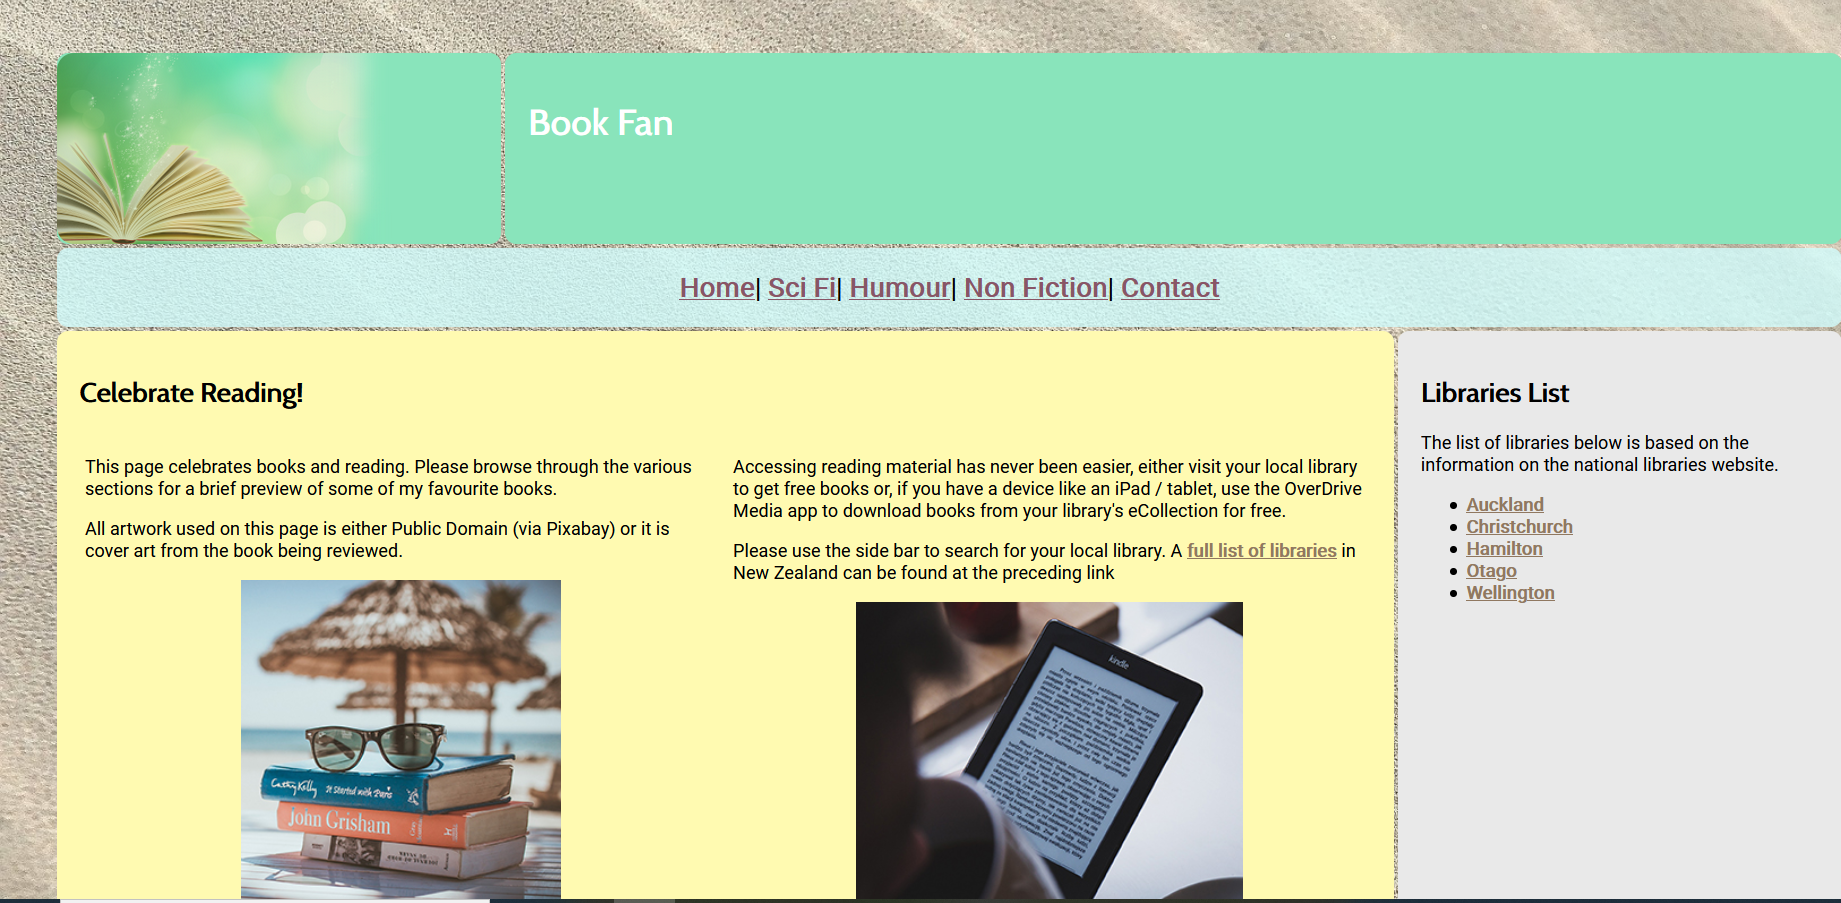 Book Fan
Home| Sci Fi| Humour| Non Fiction| Contact
Celebrate Reading!
This page celebrates books and reading. Please browse through the various
sections for a brief preview of some of my favourite books.
All artwork used on this page is either Public Domain (via Pixabay) or it is
cover art from the book being reviewed.
Cathy Kelly It Started with Paris
John Grisham
Accessing reading material has never been easier, either visit your local library
to get free books or, if you have a device like an iPad / tablet, use the OverDrive
Media app to download books from your library's eCollection for free.
Please use the side bar to search for your local library. A full list of libraries in
New Zealand can be found at the preceding link
kindle
Libraries List
The list of libraries below is based on the
information on the national libraries website.
Auckland
Christchurch
Hamilton
Otago
Wellington